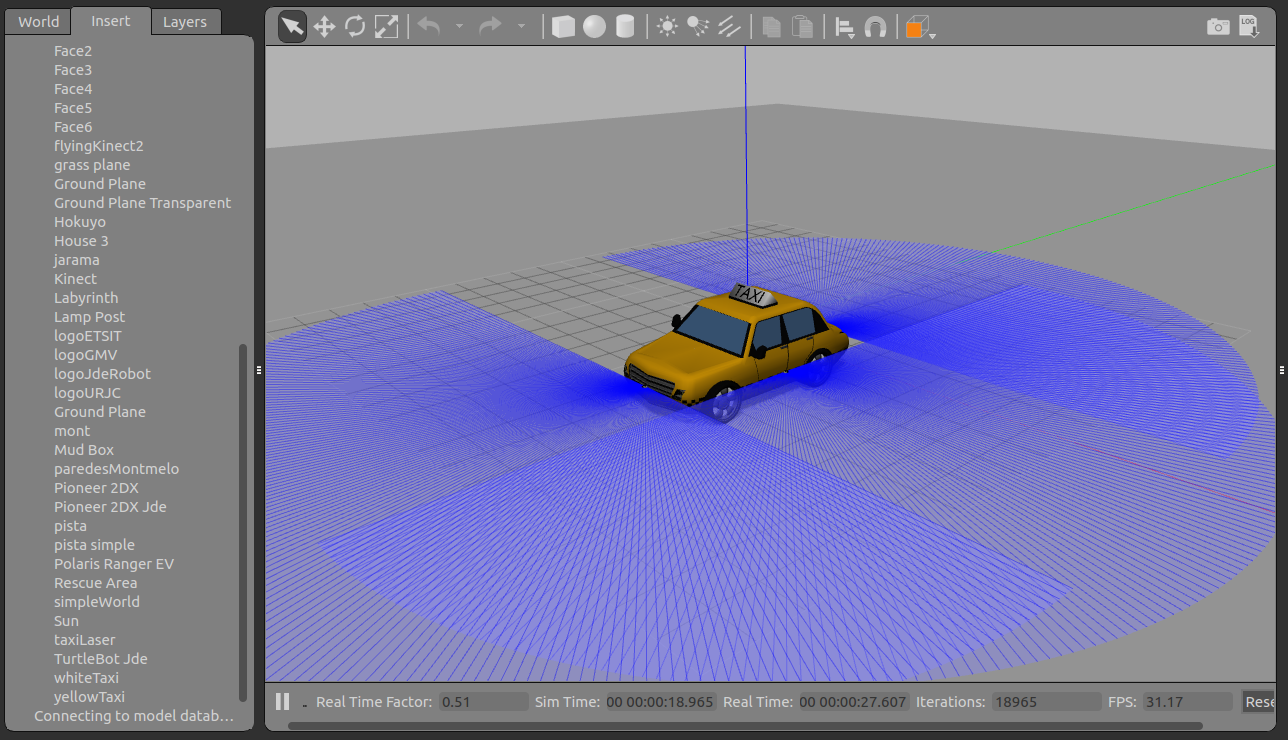 World Insert Layers
LOG
Face2
Face3
Face4
Face5
Face6
flyingKinect2
grass plane
Ground Plane
Ground Plane Transparent
Hokuyo
House 3
jarama
Kinect
Labyrinth
Lamp Post
logoETSIT
logoGMV
logoJdeRobot
logoURJC
Ground Plane
mont
Mud Box
paredesMontmelo
Pioneer 2DX
Pioneer 2DX Jde
pista
pista simple
Polaris Ranger EV
Rescue Area
simpleWorld
Sun
taxiLaser
TurtleBot Jde
whiteTaxi
yellowTaxi
Connecting to model datab…
TAXI
Real Time Factor: 0.51 Sim Time: 00 00:00:18.965 Real Time: 00 00:00:27.607 Iterations: 18965 FPS: 31.17 Rese